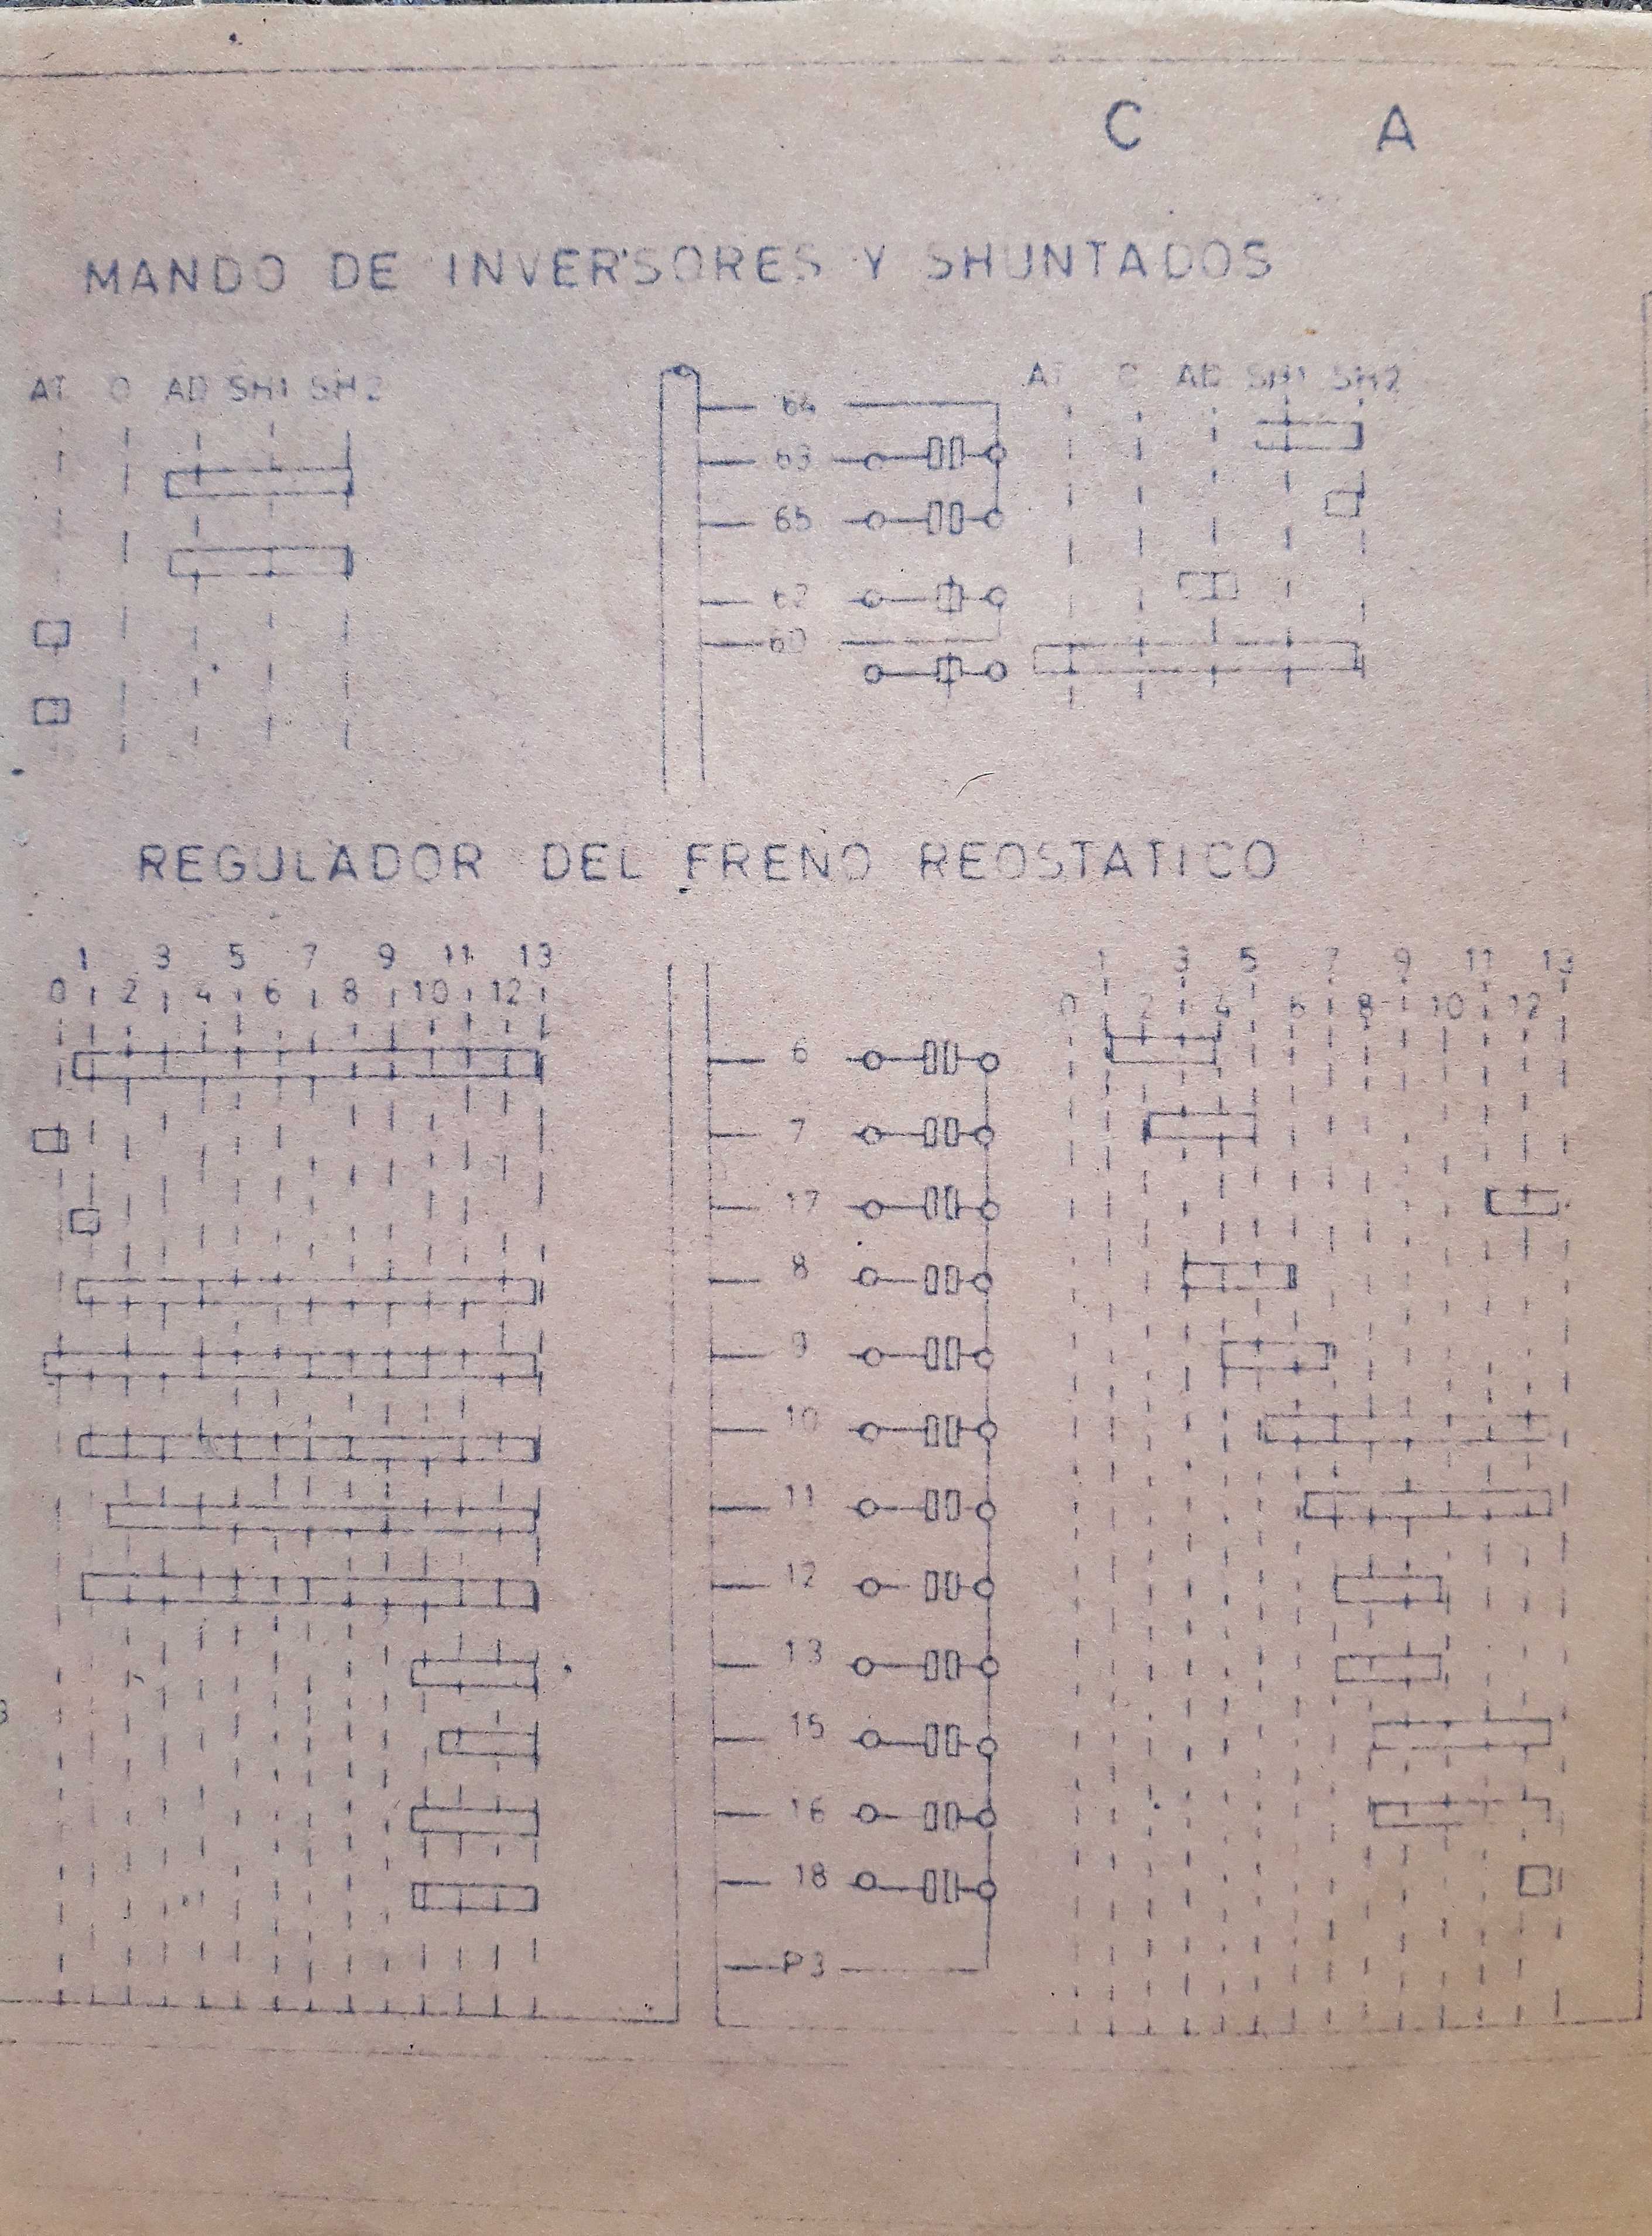 C A
MANDO DE INVERSORES Y SHUNTADOS
AT O AD SH1 SH2
AT O AD SH1 SH2
64
63
65
62
60
REGULADOR DEL FRENO REOSTATICO
1 3 5 7 9 11 13
0 2 4 6 8 10 12
1 3 5 7 9 11 13
0 2 4 6 8 10 12
6
7
17
8
9
10
11
12
13
15
16
18
P3